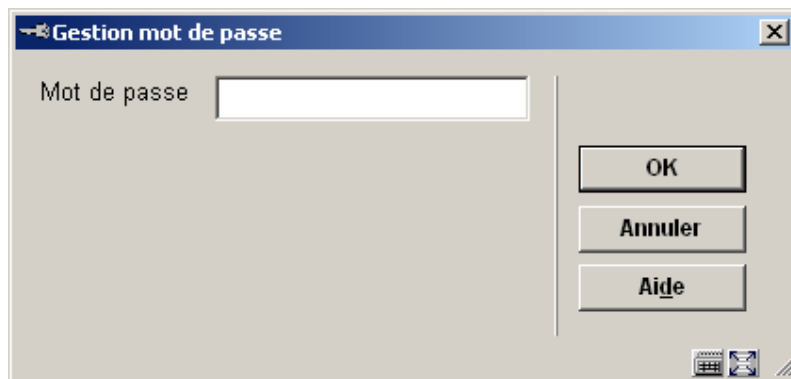 Gestion mot de passe
Mot de passe
OK
Annuler
Aide